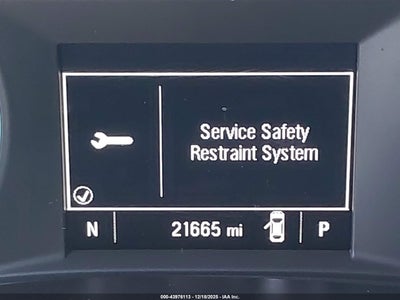 Service Safety
Restraint System
N 21665 mi P
000-43976113 - 12/18/2025 - IAA Inc.